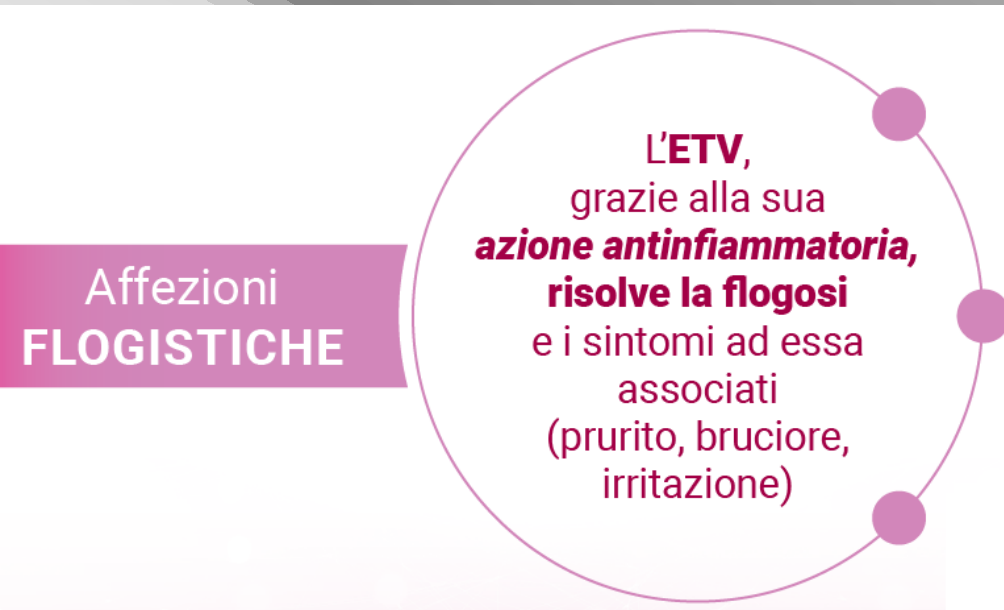 Affezioni
FLOGISTICHE
L'ETV,
grazie alla sua
azione antinfiammatoria,
risolve la flogosi
e i sintomi ad essa
associati
(prurito, bruciore,
irritazione)